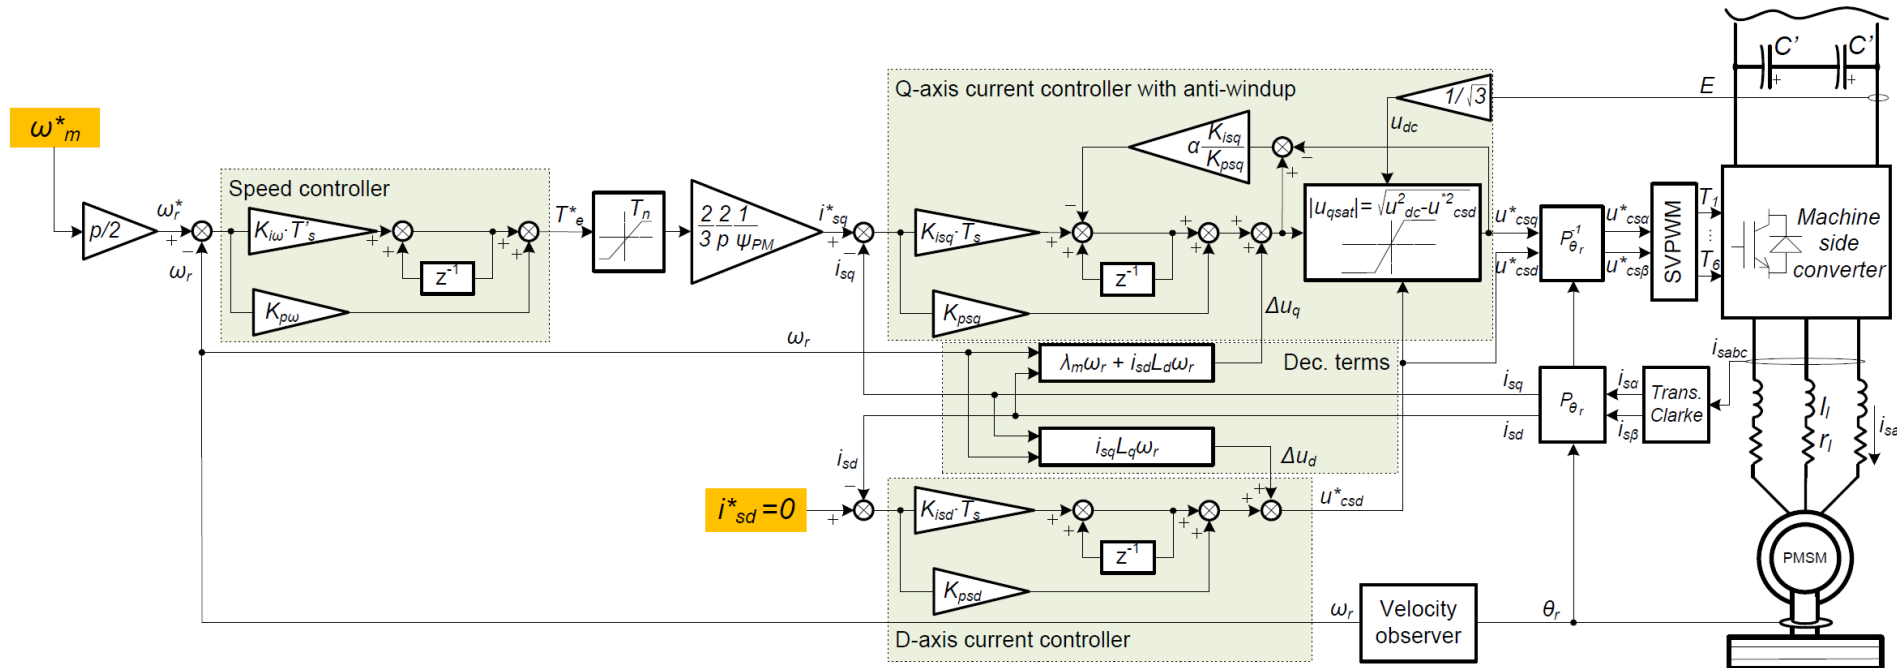 C' C'
Q-axis current controller with anti-windup
1/√3
E
ω*m
udc
α Kisq/Kpsq
Speed controller
|uqsat|=√u²dc-u*²csd
p/2
ωr*
Kiω·T's
T*e
Tn
2/3 2/p 1/ψPM
i*sq
Kisq·Ts
u*csq
P-1θr
u*csα
SVPWM
T1
Machine
side
converter
ωr
isq
z-1
z-1
u*csd
u*csβ
T6
Kpω
Kpsq
Δuq
ωr
λmωr + isdLdωr
Dec. terms
isabc
isq
Pθr
isα
Trans.
Clarke
isd
isβ
ll
rl
isa
isqLqωr
isd
Δud
i*sd=0
Kisd·Ts
u*csd
z-1
PMSM
Kpsd
ωr
Velocity
observer
θr
D-axis current controller